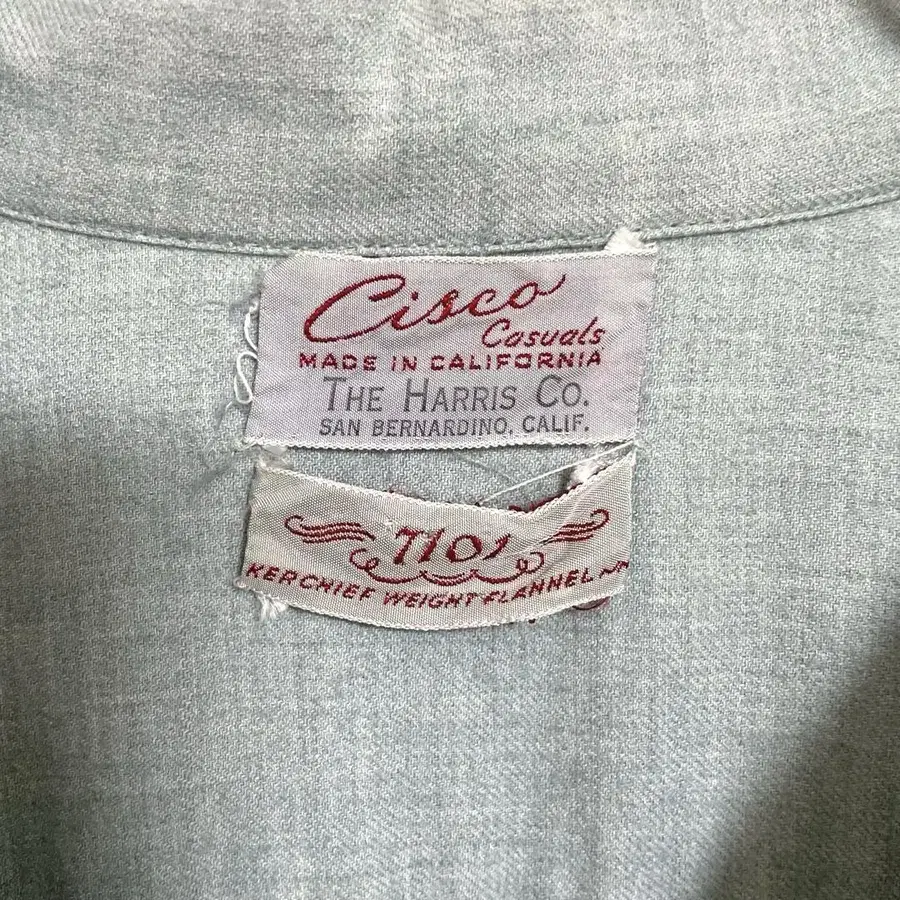 Cisco
Casuals
MADE IN CALIFORNIA
THE HARRIS CO.
SAN BERNARDINO, CALIF.
7101
KERCHIEF WEIGHT FLANNEL